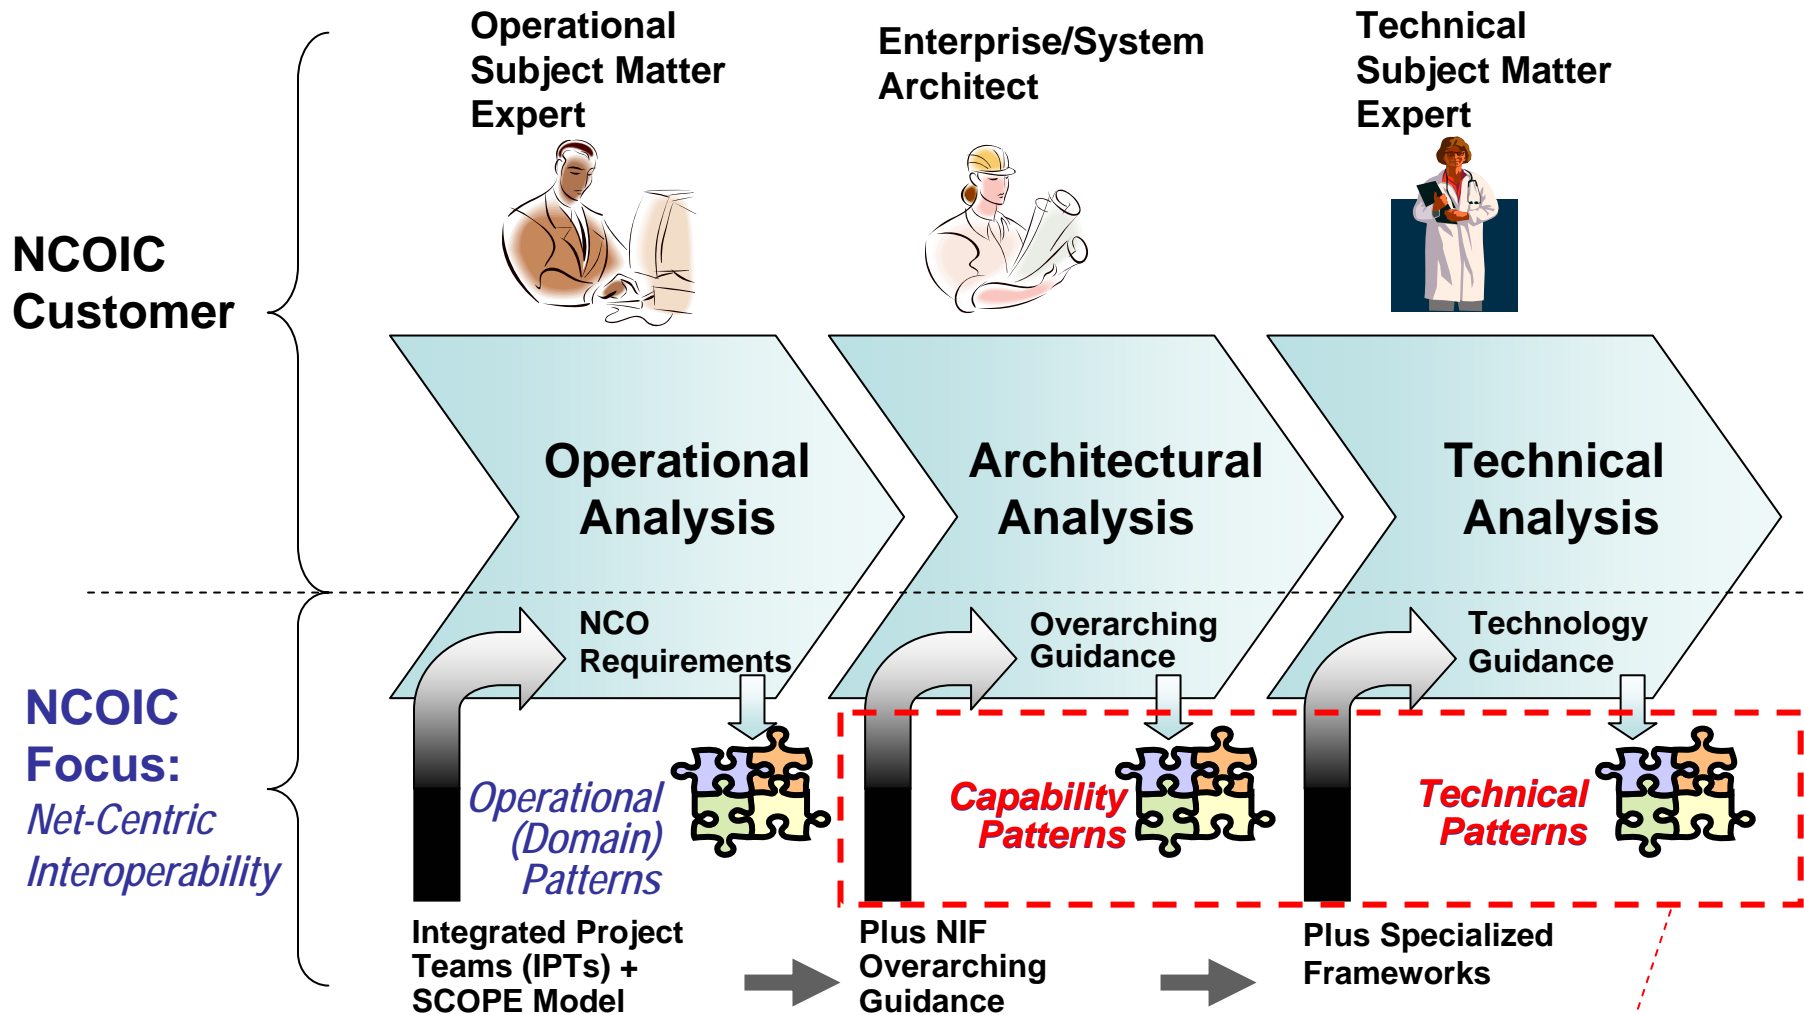 Operational
Subject Matter
Expert
Enterprise/System
Architect
Technical
Subject Matter
Expert
NCOIC
Customer
Operational
Analysis
Architectural
Analysis
Technical
Analysis
NCO
Requirements
Overarching
Guidance
Technology
Guidance
NCOIC
Focus:
Net-Centric
Interoperability
Operational
(Domain)
Patterns
Capability
Patterns
Technical
Patterns
Integrated Project
Teams (IPTs) +
SCOPE Model
Plus NIF
Overarching
Guidance
Plus Specialized
Frameworks